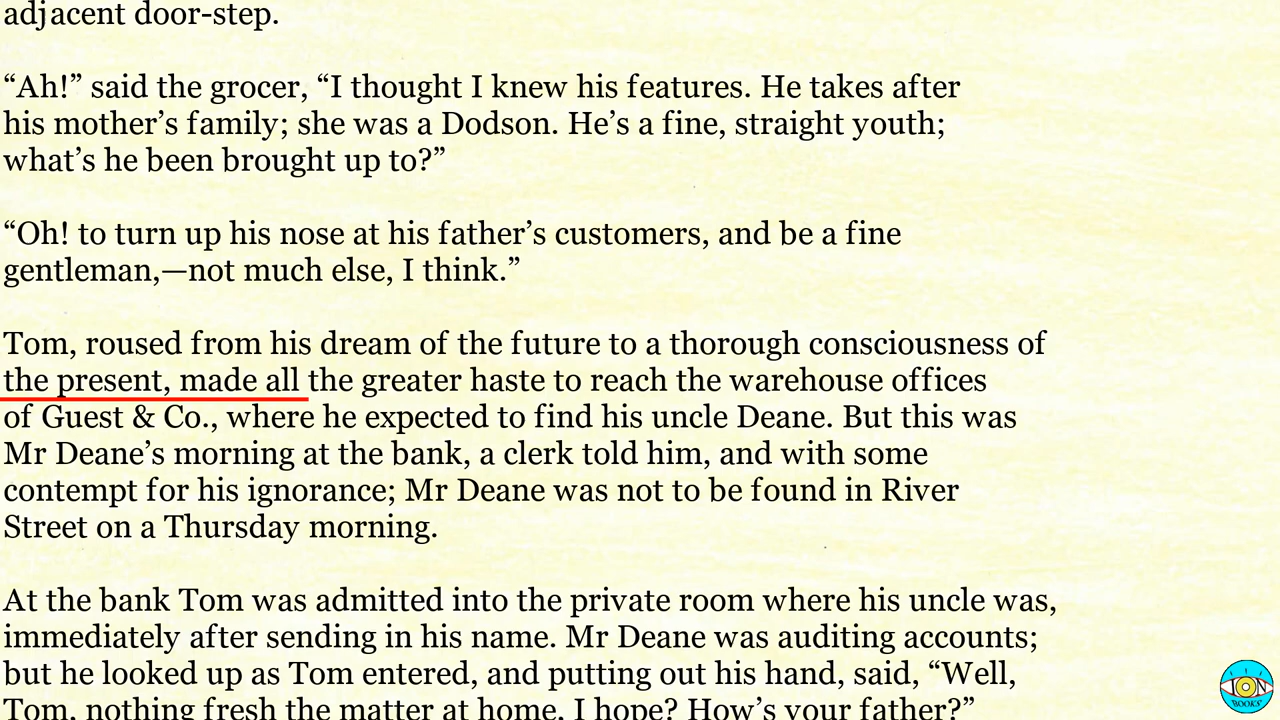 adjacent door-step.
“Ah!” said the grocer, “I thought I knew his features. He takes after
his mother’s family; she was a Dodson. He’s a fine, straight youth;
what’s he been brought up to?”
“Oh! to turn up his nose at his father’s customers, and be a fine
gentleman,—not much else, I think.”
Tom, roused from his dream of the future to a thorough consciousness of
the present, made all the greater haste to reach the warehouse offices
of Guest & Co., where he expected to find his uncle Deane. But this was
Mr Deane’s morning at the bank, a clerk told him, and with some
contempt for his ignorance; Mr Deane was not to be found in River
Street on a Thursday morning.
At the bank Tom was admitted into the private room where his uncle was,
immediately after sending in his name. Mr Deane was auditing accounts;
but he looked up as Tom entered, and putting out his hand, said, “Well,
Tom, nothing fresh the matter at home, I hope? How’s your father?”
ION
BOOKS